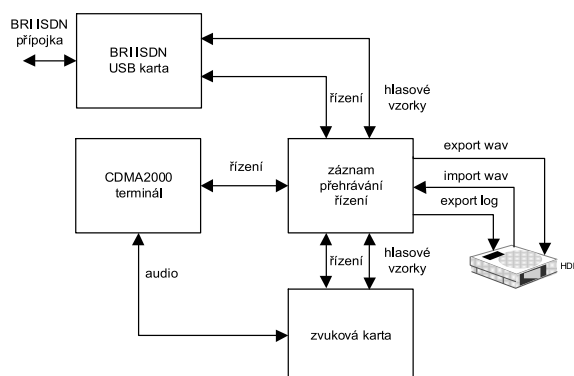 BRI ISDN
přípojka
BRI ISDN
USB karta
řízení
hlasové
vzorky
CDMA2000
terminál
řízení
záznam
přehrávání
řízení
export wav
import wav
export log
HDD
audio
řízení
hlasové
vzorky
zvuková karta